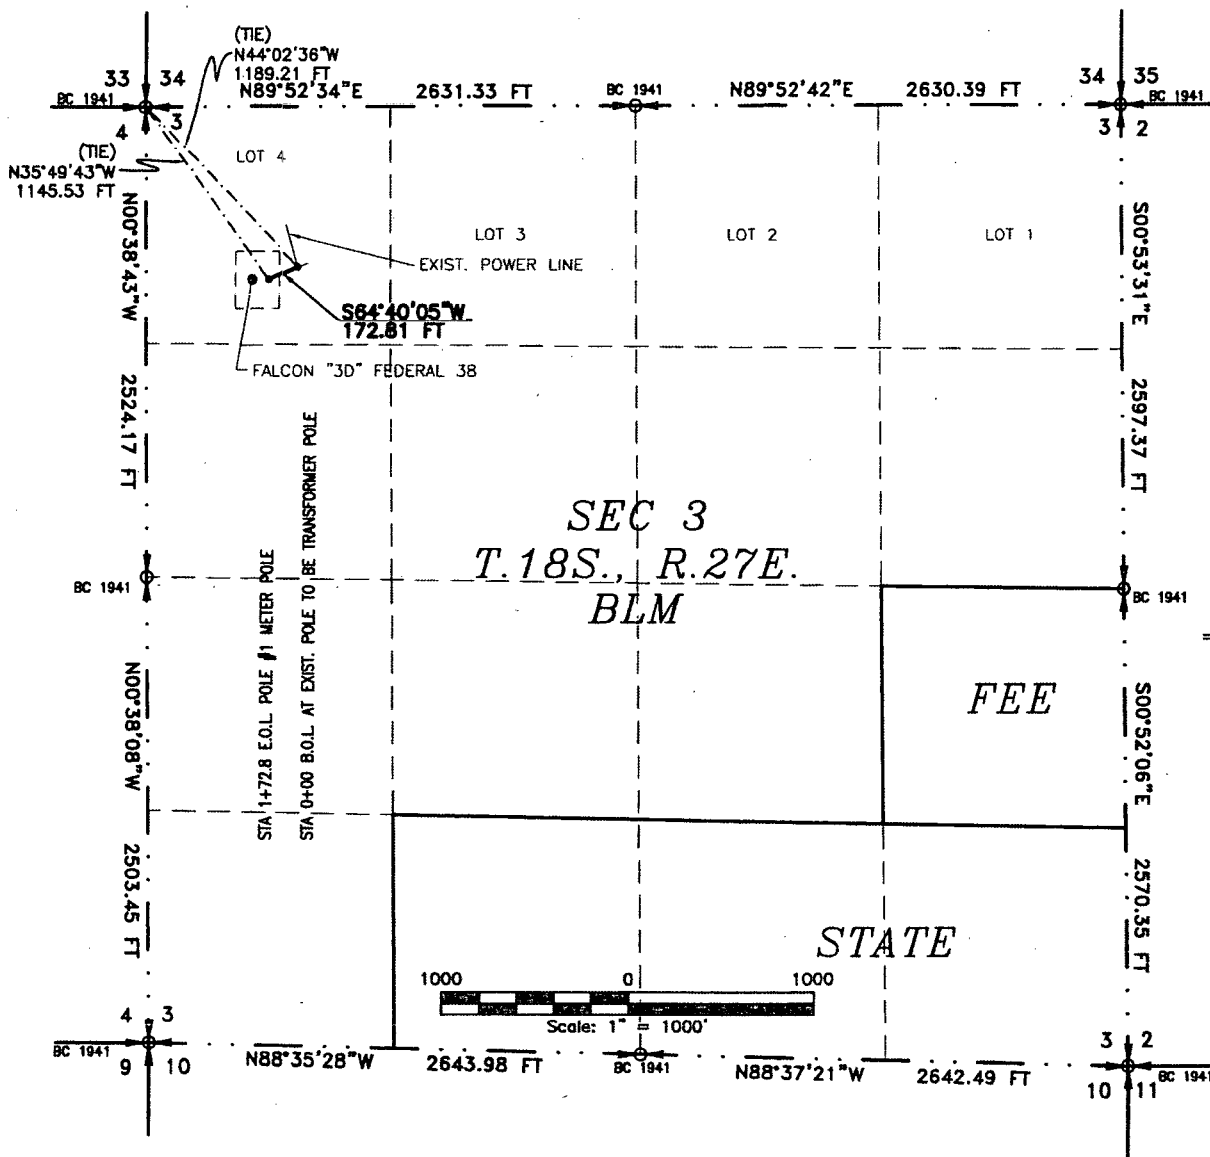 (TIE)
N44°02'36"W
1189.21 FT
33 34
BC 1941
4 3
N89°52'34"E 2631.33 FT
BC 1941
N89°52'42"E 2630.39 FT
34 35
BC 1941
3 2
(TIE)
N35°49'43"W
1145.53 FT
LOT 4
LOT 3
LOT 2
LOT 1
EXIST. POWER LINE
S64°40'05"W
172.81 FT
FALCON "3D" FEDERAL 38
N00°38'43"W 2524.17 FT
S00°53'31"E 2597.37 FT
STA 1+72.8 E.O.L POLE #1 METER POLE
STA 0+00 B.O.L AT EXIST. POLE TO BE TRANSFORMER POLE
SEC 3
T.18S., R.27E.
BLM
BC 1941
BC 1941
=
FEE
N00°38'08"W 2503.45 FT
S00°52'06"E 2570.35 FT
STATE
1000 0 1000
Scale: 1" = 1000'
4 3
BC 1941
9 10
N88°35'28"W 2643.98 FT
BC 1941
N88°37'21"W 2642.49 FT
3 2
BC 1941
10 11